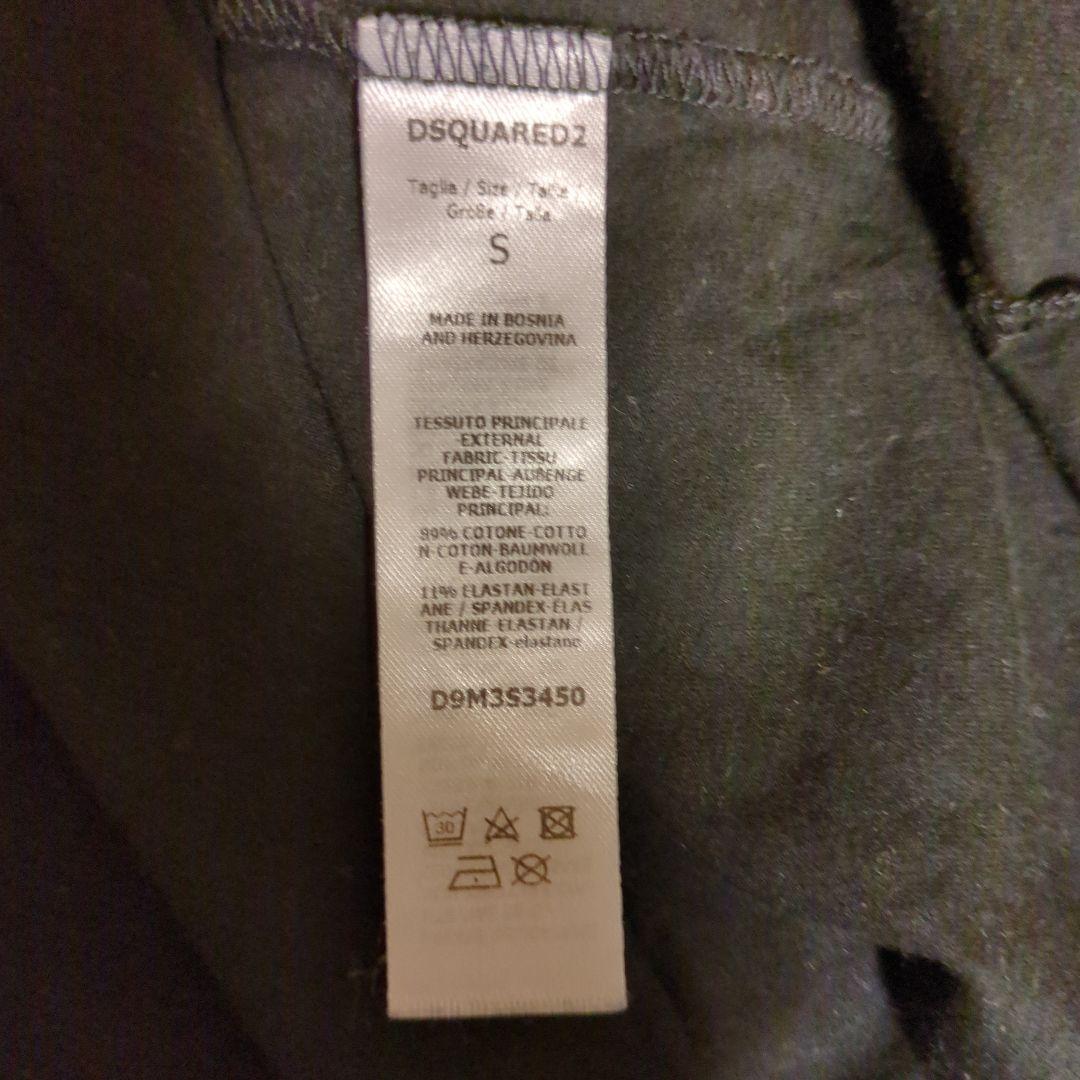 DSQUARED2
Taglia / Size / Taille /
Größe / Talla
S
MADE IN BOSNIA
AND HERZEGOVINA
TESSUTO PRINCIPALE
-EXTERNAL
FABRIC-TISSU
PRINCIPAL-AUßENGE
WEBE-TEJIDO
PRINCIPAL:
89% COTONE-COTTO
N-COTON-BAUMWOLL
E-ALGODÓN
11% ELASTAN-ELAST
ANE / SPANDEX-ÉLAS
THANNE-ELASTAN /
SPANDEX-elastano
D9M3S3450
30